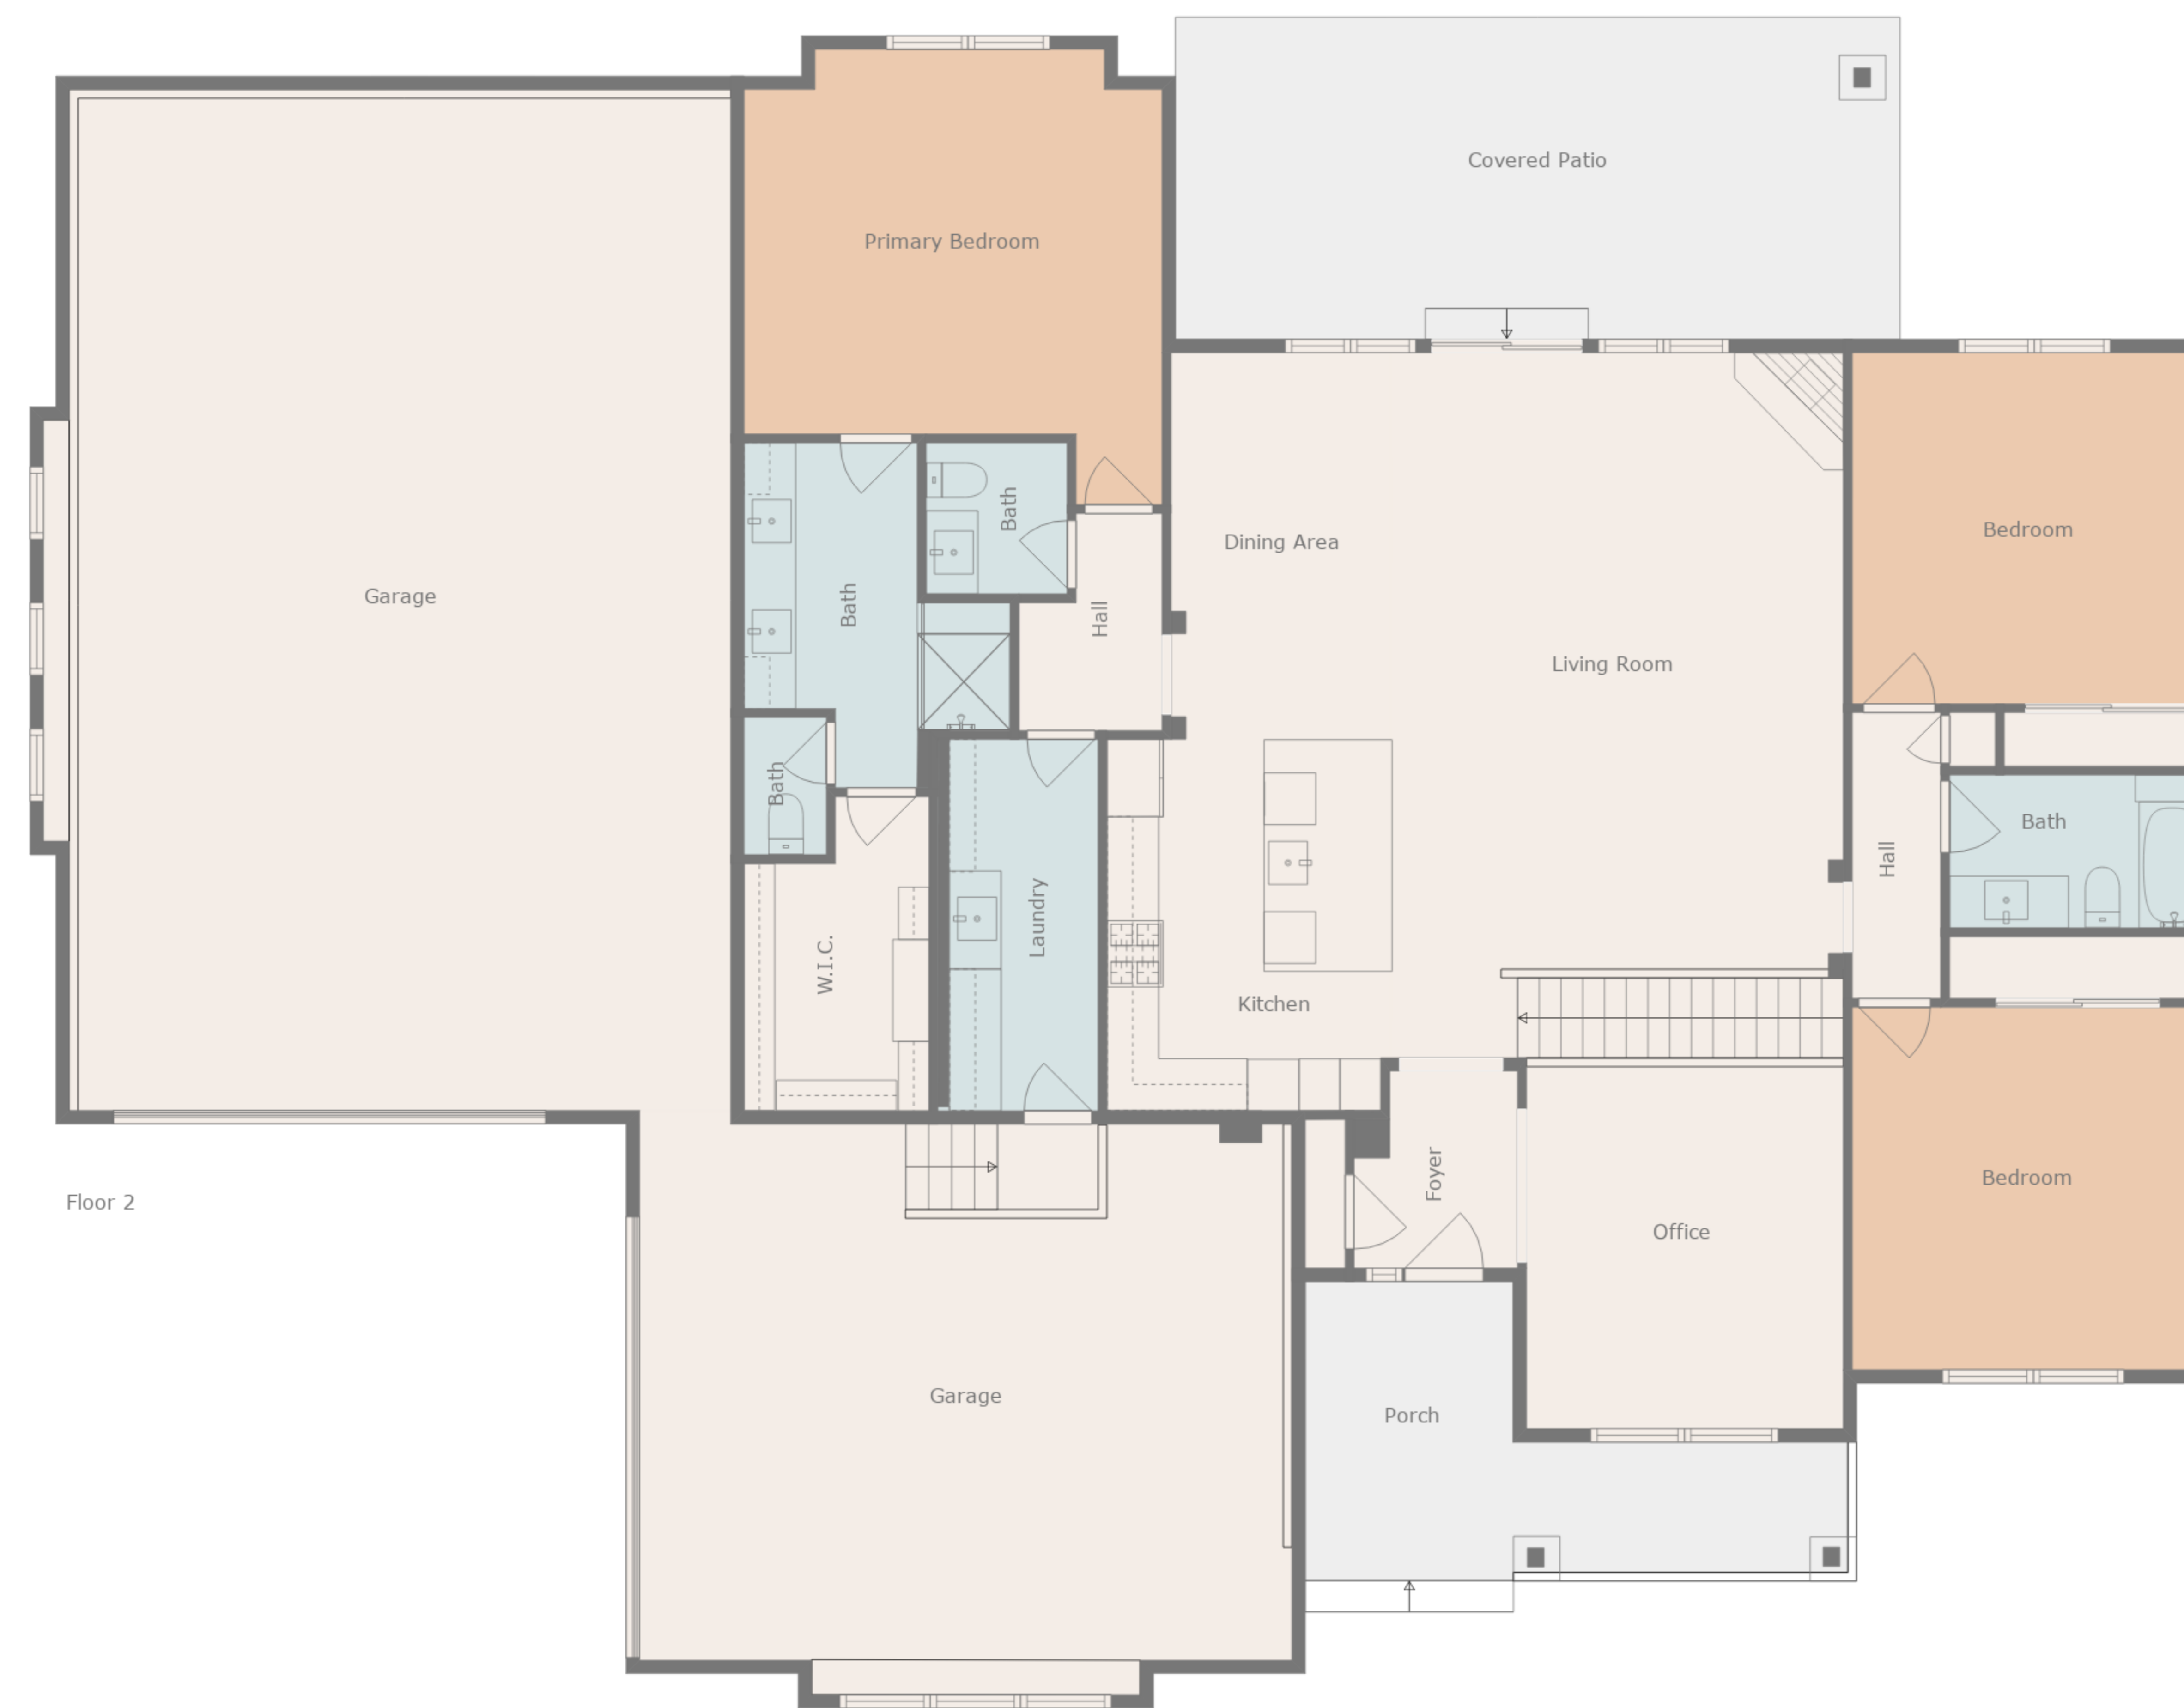 Covered Patio
Primary Bedroom
Bath
Bedroom
Dining Area
Garage
Bath
Hall
Living Room
Bath
Bath
Hall
Laundry
W.I.C.
Kitchen
Foyer
Bedroom
Floor 2
Office
Garage
Porch